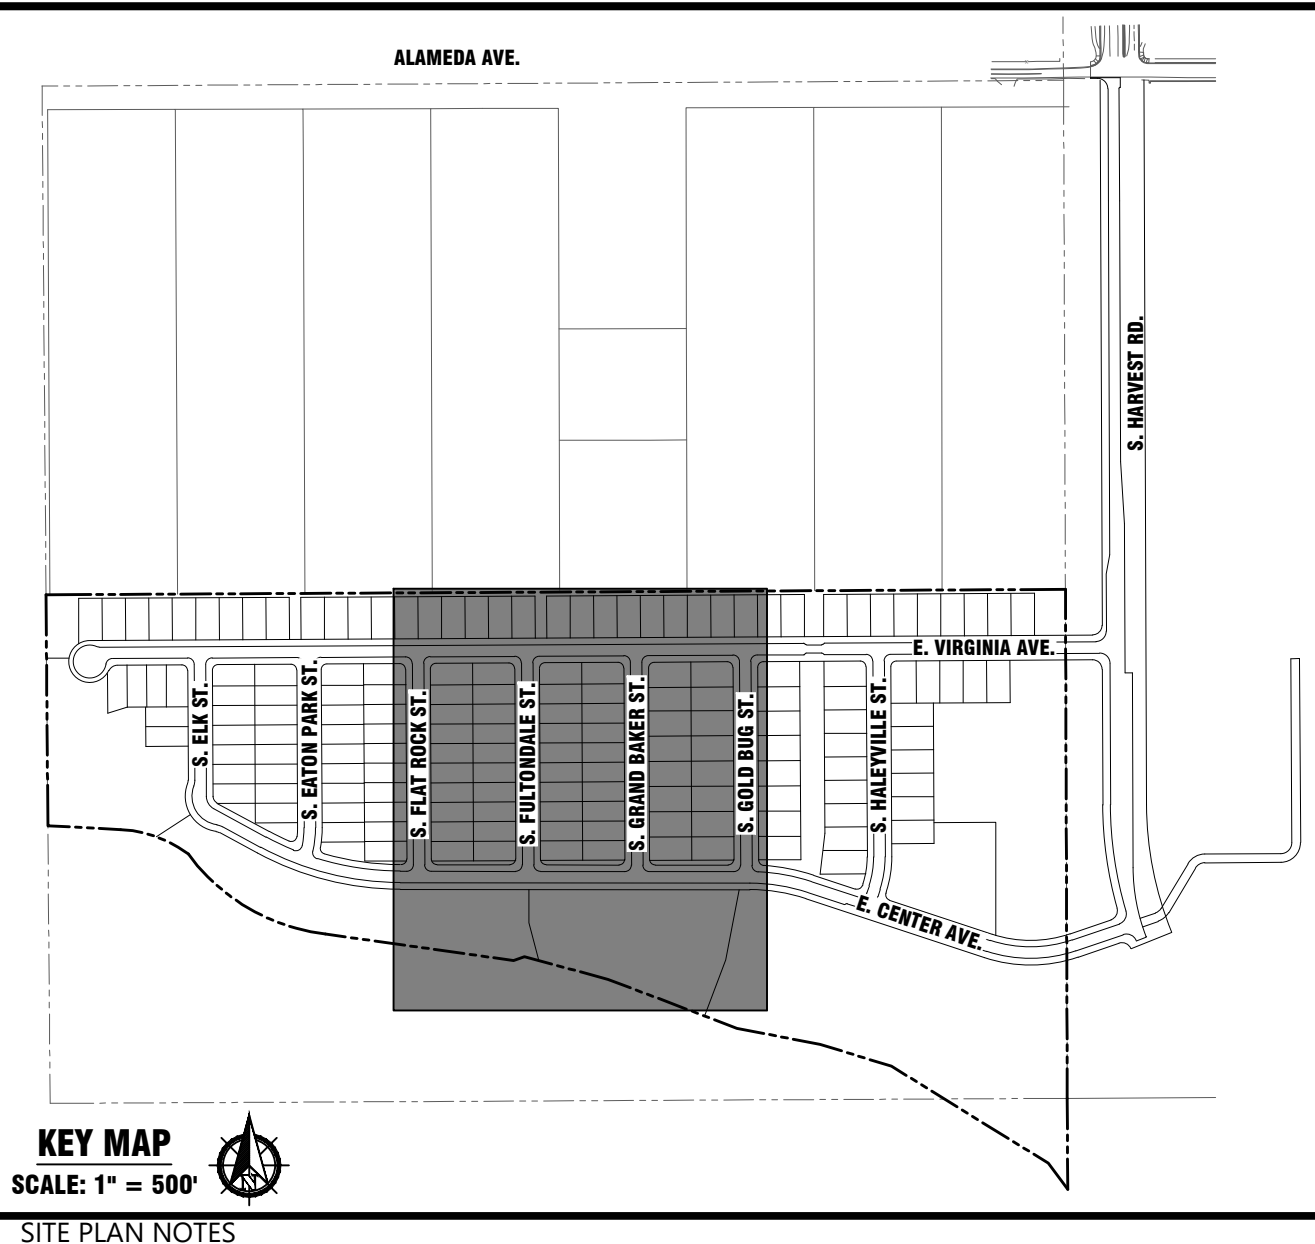 ALAMEDA AVE.
S. HARVEST RD.
E. VIRGINIA AVE.
S. ELK ST.
S. EATON PARK ST.
S. FLAT ROCK ST.
S. FULTONDALE ST.
S. GRAND BAKER ST.
S. GOLD BUG ST.
S. HALEYVILLE ST.
E. CENTER AVE.
KEY MAP
N
SCALE: 1" = 500'
SITE PLAN NOTES